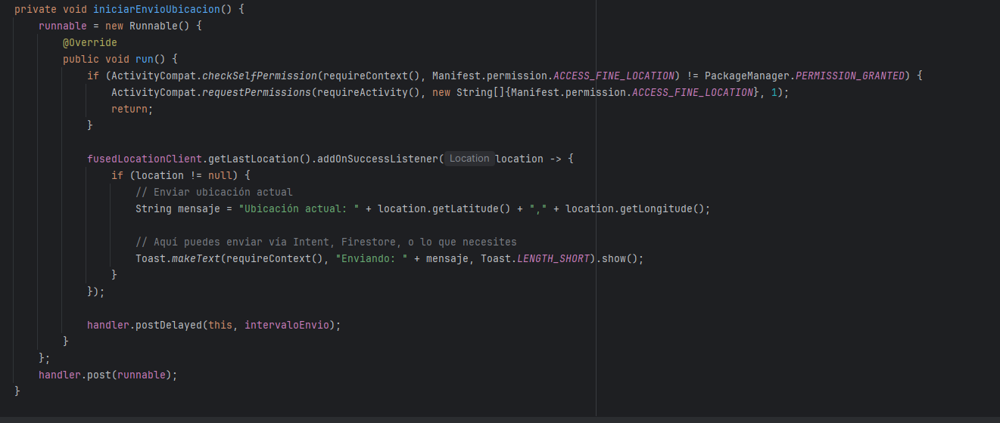 private void iniciarEnvioUbicacion() {
runnable = new Runnable() {
@Override
public void run() {
if (ActivityCompat.checkSelfPermission(requireContext(), Manifest.permission.ACCESS_FINE_LOCATION) != PackageManager.PERMISSION_GRANTED) {
ActivityCompat.requestPermissions(requireActivity(), new String[]{Manifest.permission.ACCESS_FINE_LOCATION}, 1);
return;
}
fusedLocationClient.getLastLocation().addOnSuccessListener( Location location -> {
if (location != null) {
// Enviar ubicación actual
String mensaje = "Ubicación actual: " + location.getLatitude() + "," + location.getLongitude();
// Aquí puedes enviar vía Intent, Firestore, o lo que necesites
Toast.makeText(requireContext(), "Enviando: " + mensaje, Toast.LENGTH_SHORT).show();
}
});
handler.postDelayed(this, intervaloEnvio);
}
};
handler.post(runnable);
}